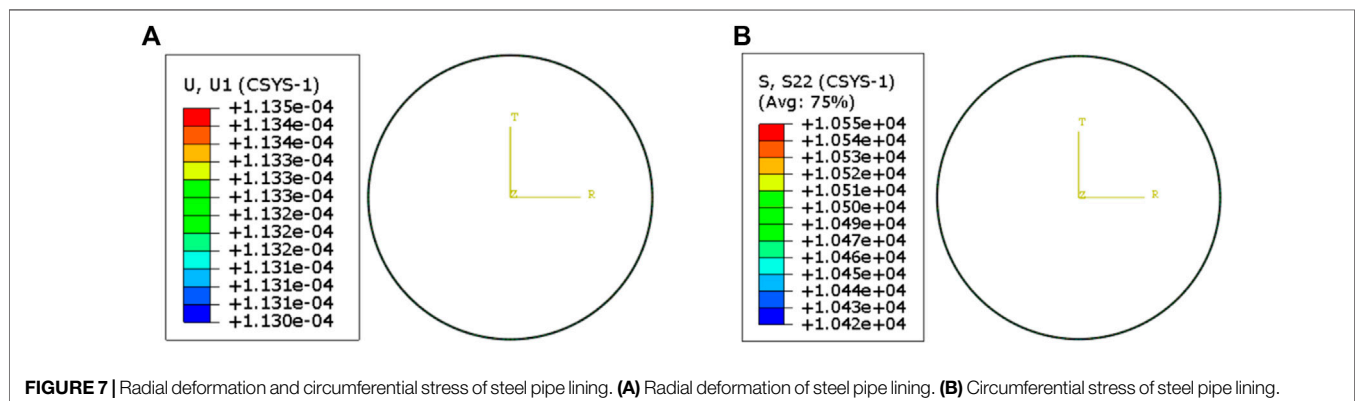 A
U, U1 (CSYS-1)
+1.135e-04
+1.134e-04
+1.134e-04
+1.133e-04
+1.133e-04
+1.133e-04
+1.132e-04
+1.132e-04
+1.132e-04
+1.131e-04
+1.131e-04
+1.131e-04
+1.130e-04
T
Z
R
B
S, S22 (CSYS-1)
(Avg: 75%)
+1.055e+04
+1.054e+04
+1.053e+04
+1.052e+04
+1.051e+04
+1.050e+04
+1.049e+04
+1.047e+04
+1.046e+04
+1.045e+04
+1.044e+04
+1.043e+04
+1.042e+04
T
Z
R
FIGURE 7 | Radial deformation and circumferential stress of steel pipe lining. (A) Radial deformation of steel pipe lining. (B) Circumferential stress of steel pipe lining.